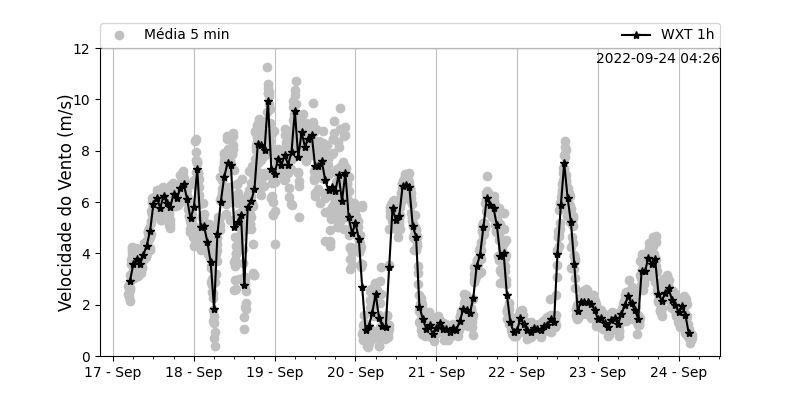 Média 5 min
WXT 1h
2022-09-24 04:26
Velocidade do Vento (m/s)
12
10
8
6
4
2
0
17 - Sep
18 - Sep
19 - Sep
20 - Sep
21 - Sep
22 - Sep
23 - Sep
24 - Sep